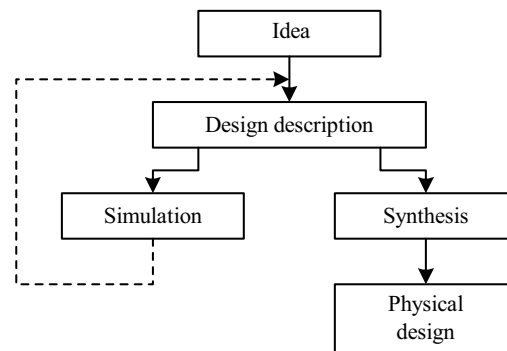 Idea
Design description
Simulation
Synthesis
Physical
design